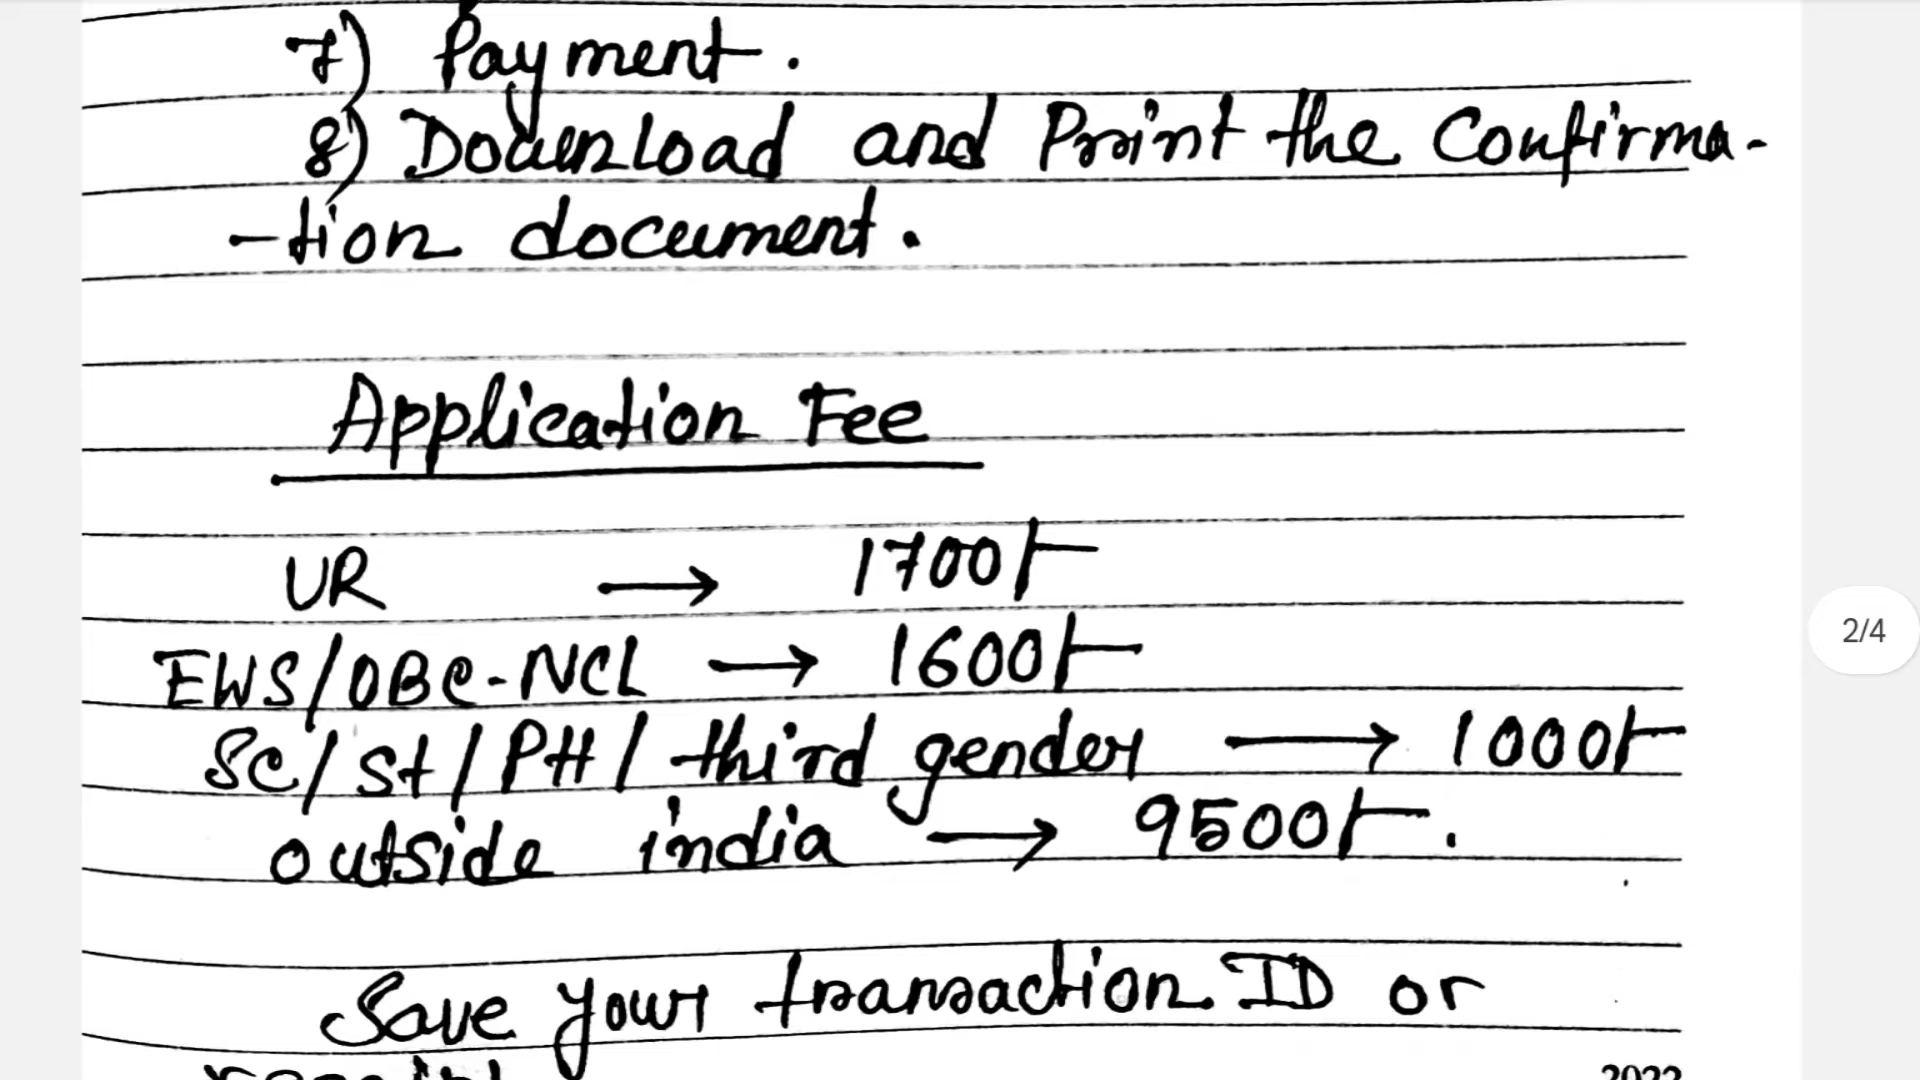 7) Payment.
8) Download and Print the Confirma-
-tion document.
Application Fee
UR → 1700/-
EWS/OBC-NCL → 1600/-
SC/St/PH/third gender → 1000/-
outside india → 9500/-.
2/4
Save your transaction ID or